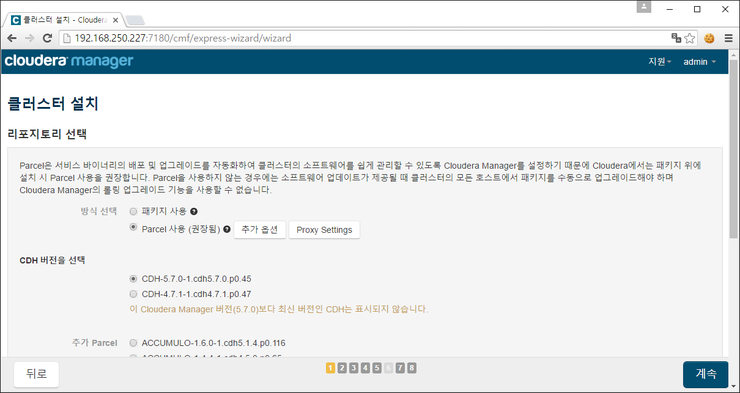 클러스터 설치 - Cloudera
192.168.250.227:7180/cmf/express-wizard/wizard
cloudera manager
지원
admin
클러스터 설치
리포지토리 선택
Parcel은 서비스 바이너리의 배포 및 업그레이드를 자동화하여 클러스터의 소프트웨어를 쉽게 관리할 수 있도록 Cloudera Manager를 설정하기 때문에 Cloudera에서는 패키지 위에
설치 시 Parcel 사용을 권장합니다. Parcel을 사용하지 않는 경우에는 소프트웨어 업데이트가 제공될 때 클러스터의 모든 호스트에서 패키지를 수동으로 업그레이드해야 하며
Cloudera Manager의 롤링 업그레이드 기능을 사용할 수 없습니다.
방식 선택
패키지 사용
Parcel 사용 (권장됨)
추가 옵션
Proxy Settings
CDH 버전을 선택
CDH-5.7.0-1.cdh5.7.0.p0.45
CDH-4.7.1-1.cdh4.7.1.p0.47
이 Cloudera Manager 버전(5.7.0)보다 최신 버전인 CDH는 표시되지 않습니다.
추가 Parcel
ACCUMULO-1.6.0-1.cdh5.1.4.p0.116
뒤로
1 2 3 4 5 6 7 8
계속